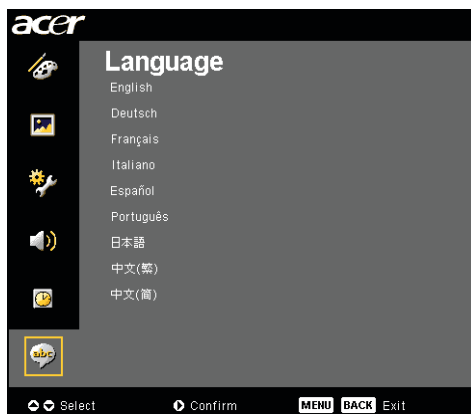 acer
Language
English
Deutsch
Français
Italiano
Español
Português
日本語
中文(繁)
中文(简)
abc
Select Confirm MENU BACK Exit